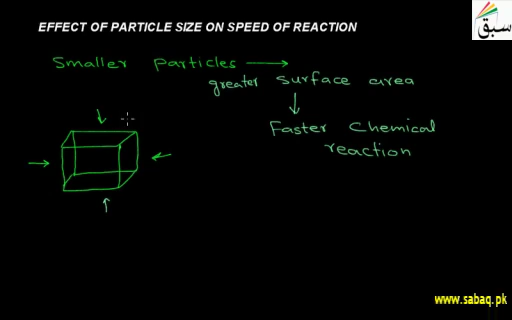 EFFECT OF PARTICLE SIZE ON SPEED OF REACTION
سبق
Smaller particles
greater surface area
Faster Chemical
reaction
www.sabaq.pk